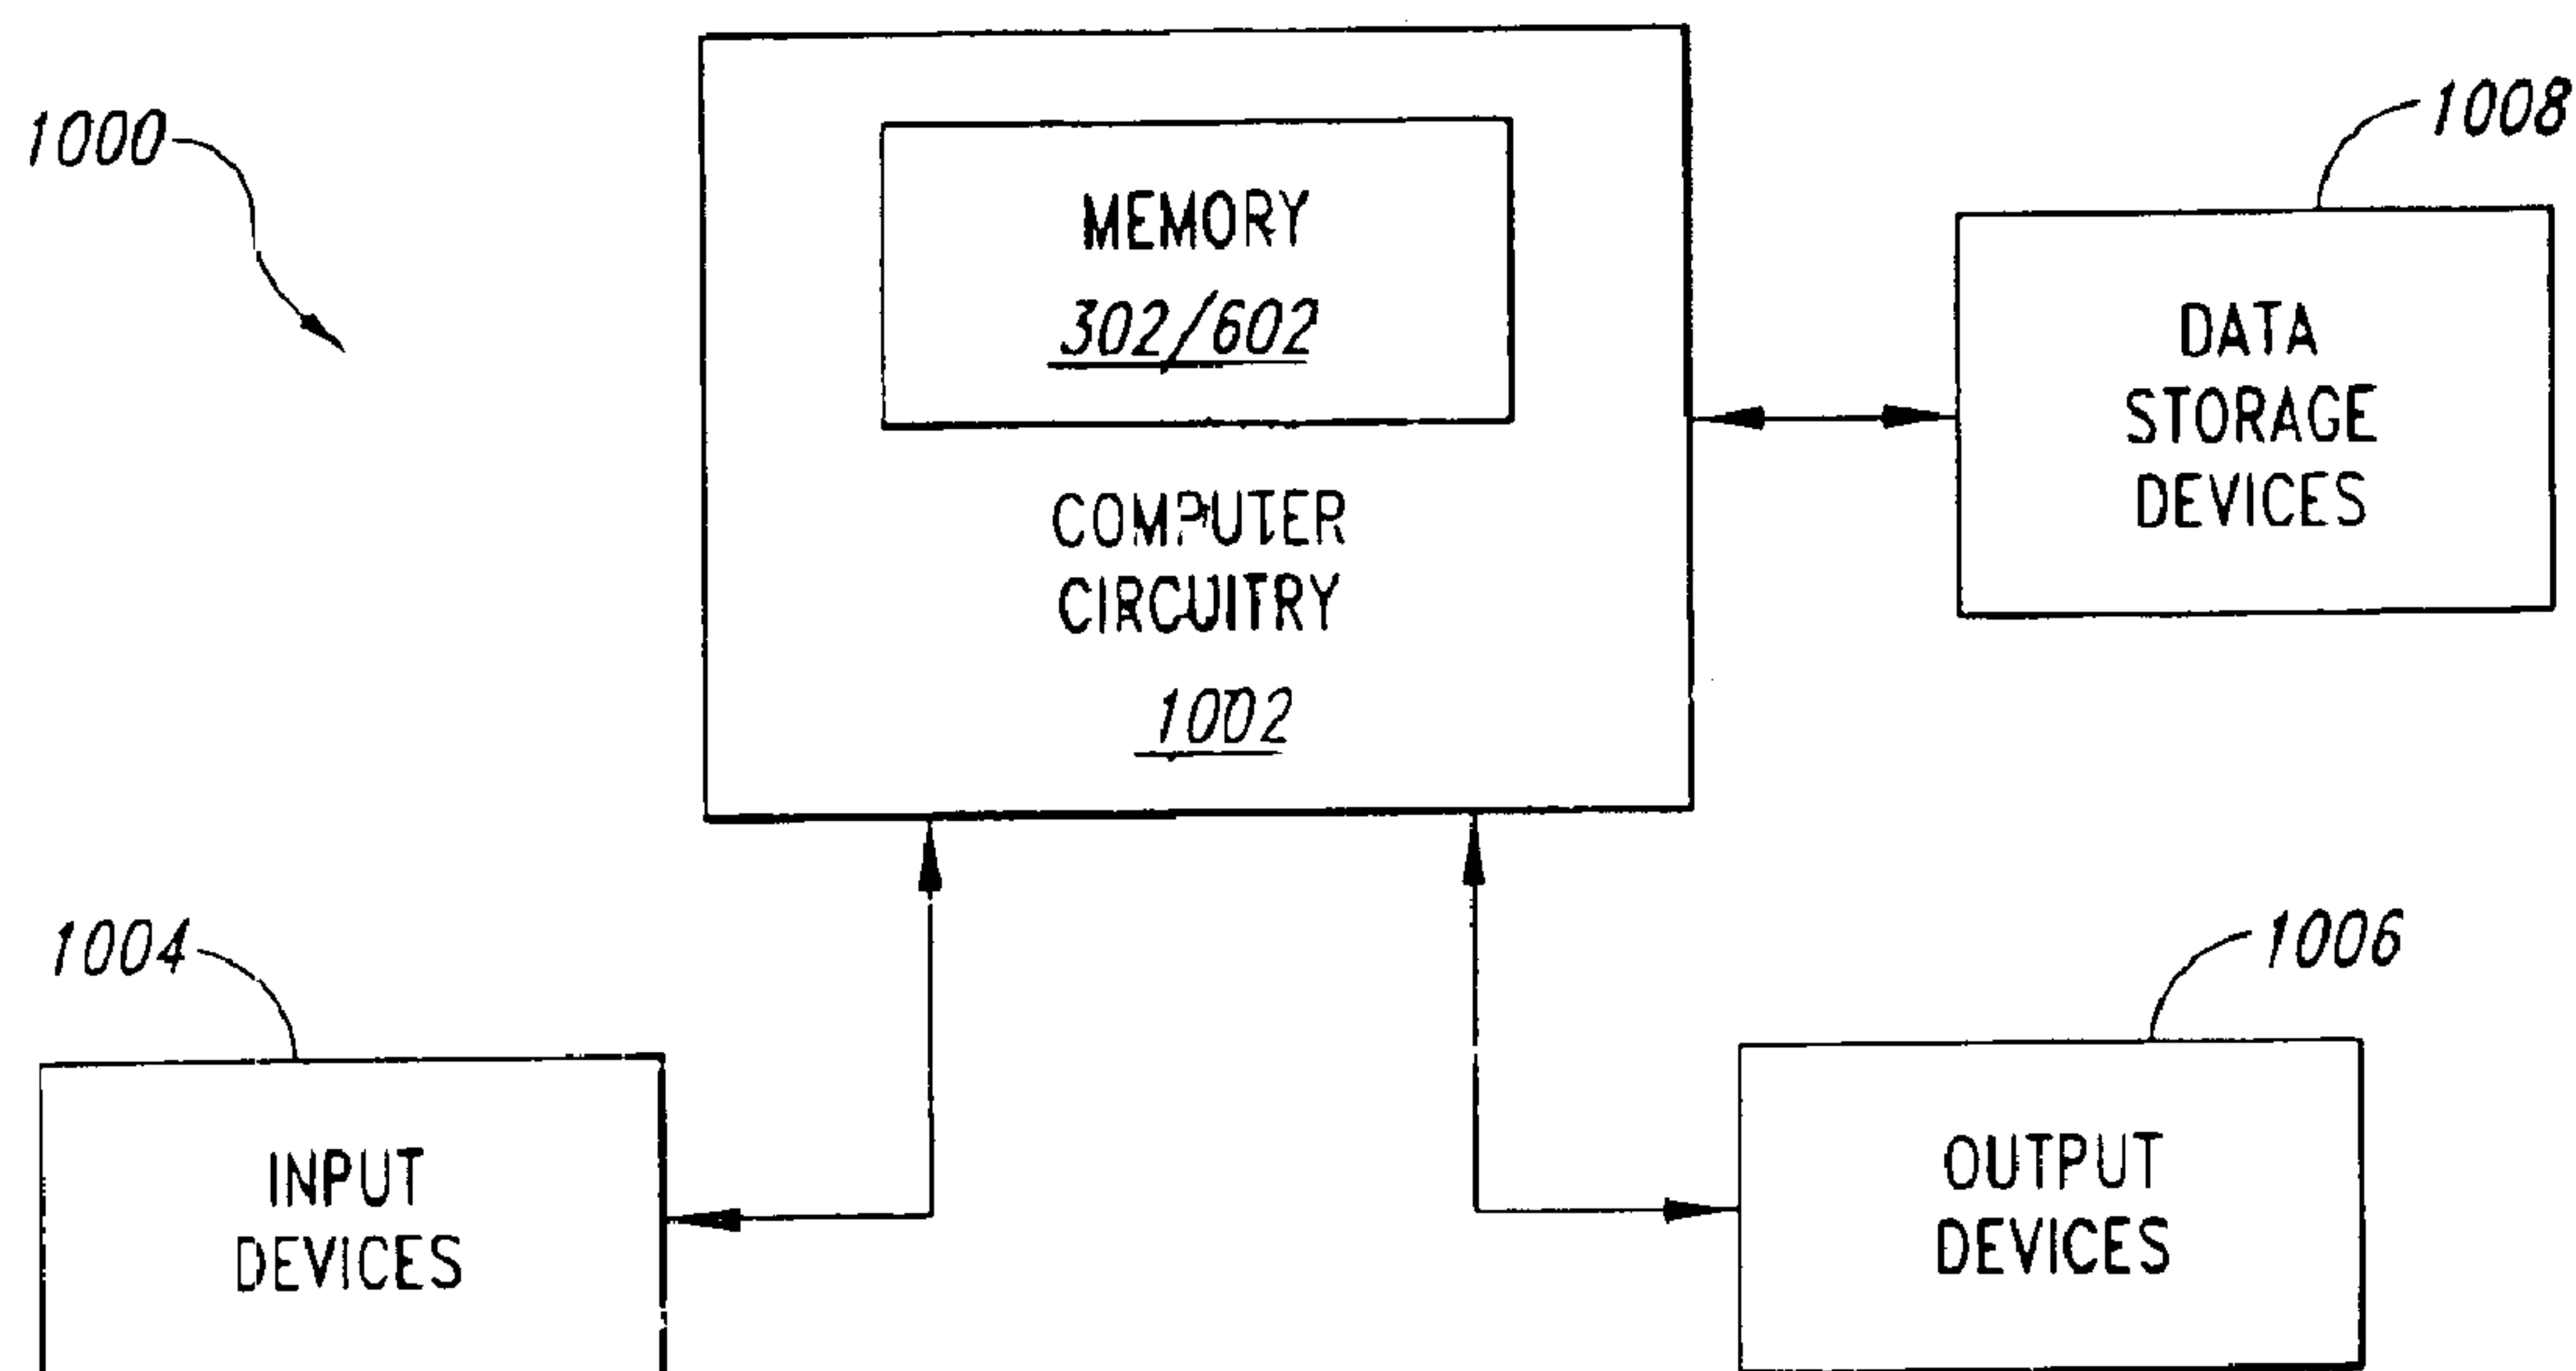 1000
MEMORY
302/602
COMPUTER
CIRCUITRY
1002
1008
DATA
STORAGE
DEVICES
1004
INPUT
DEVICES
1006
OUTPUT
DEVICES